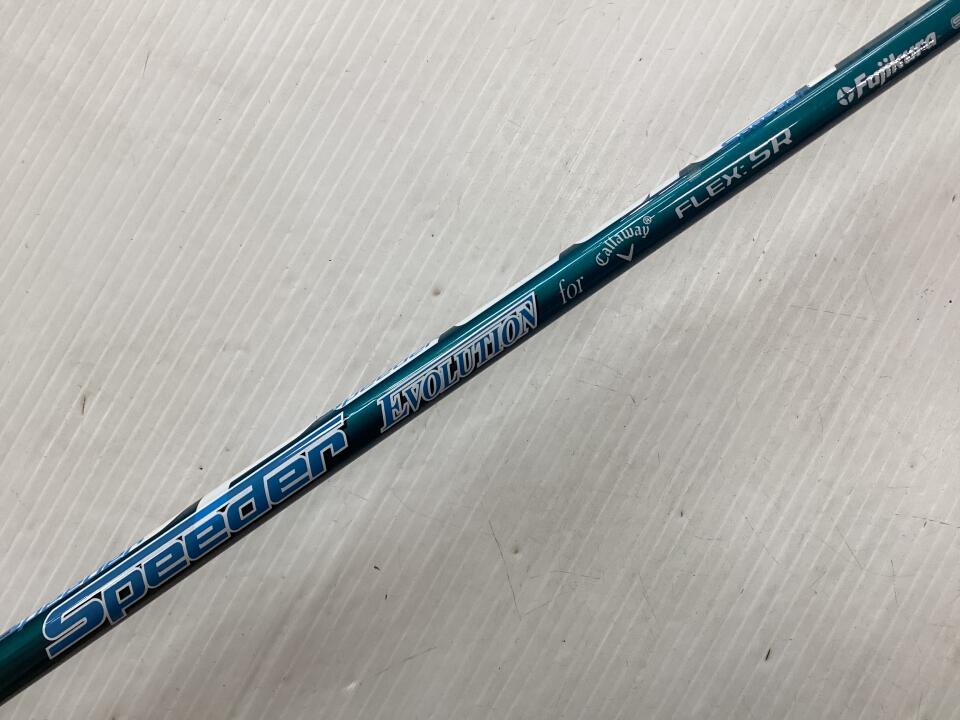 Speeder EVOLUTION for Callaway® FLEX: SR Fujikura